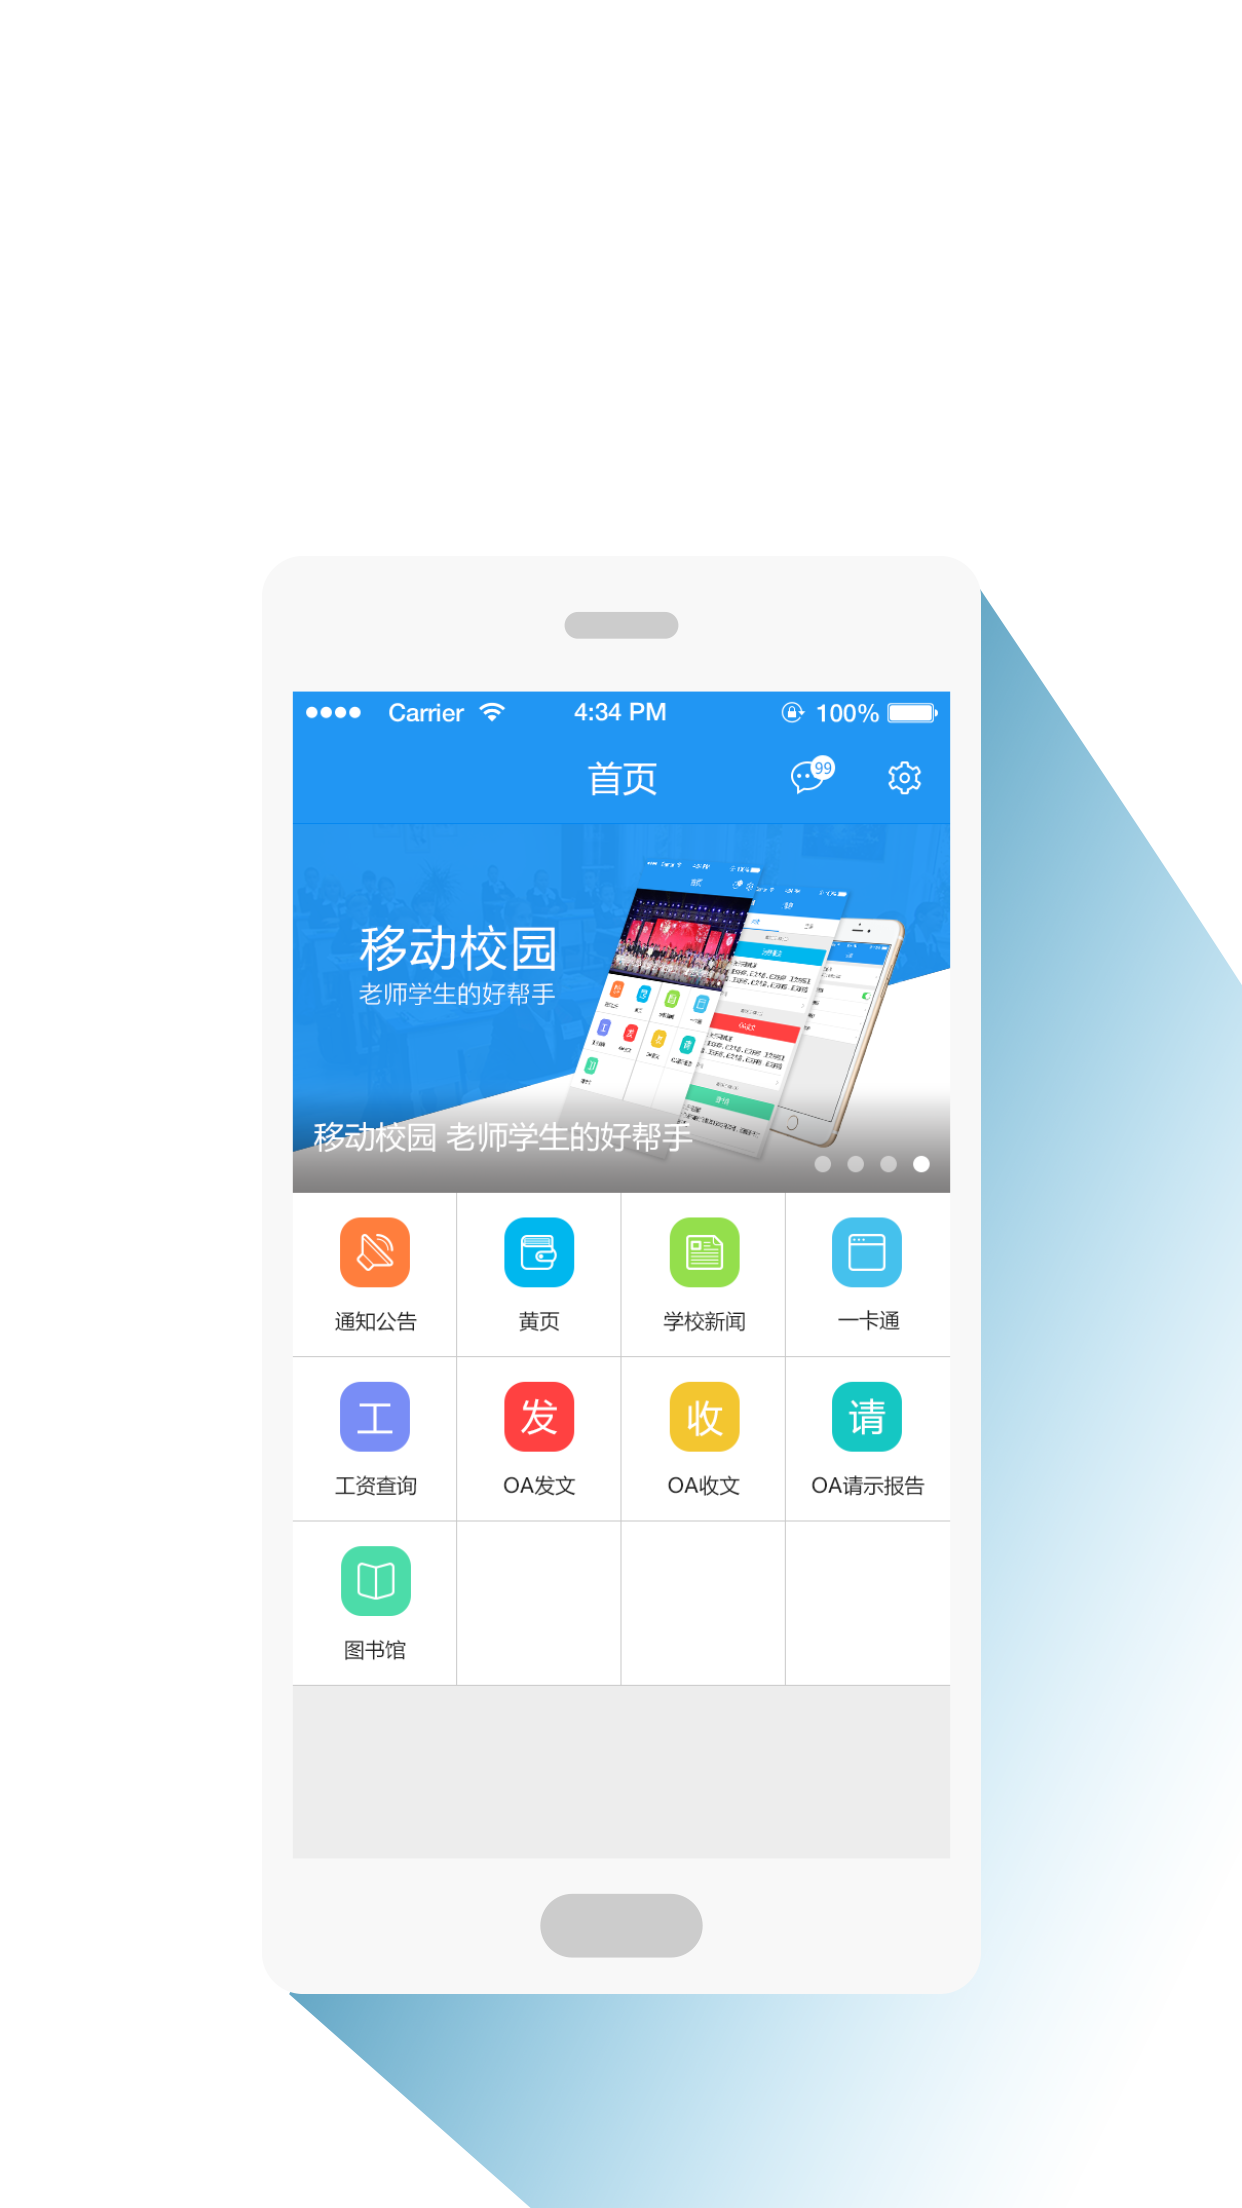 Carrier 4:34 PM 100%
首页
99
移动校园
老师学生的好帮手
移动校园 老师学生的好帮手
通知公告 黄页 学校新闻 一卡通
工 发 收 请
工资查询 OA发文 OA收文 OA请示报告
图书馆